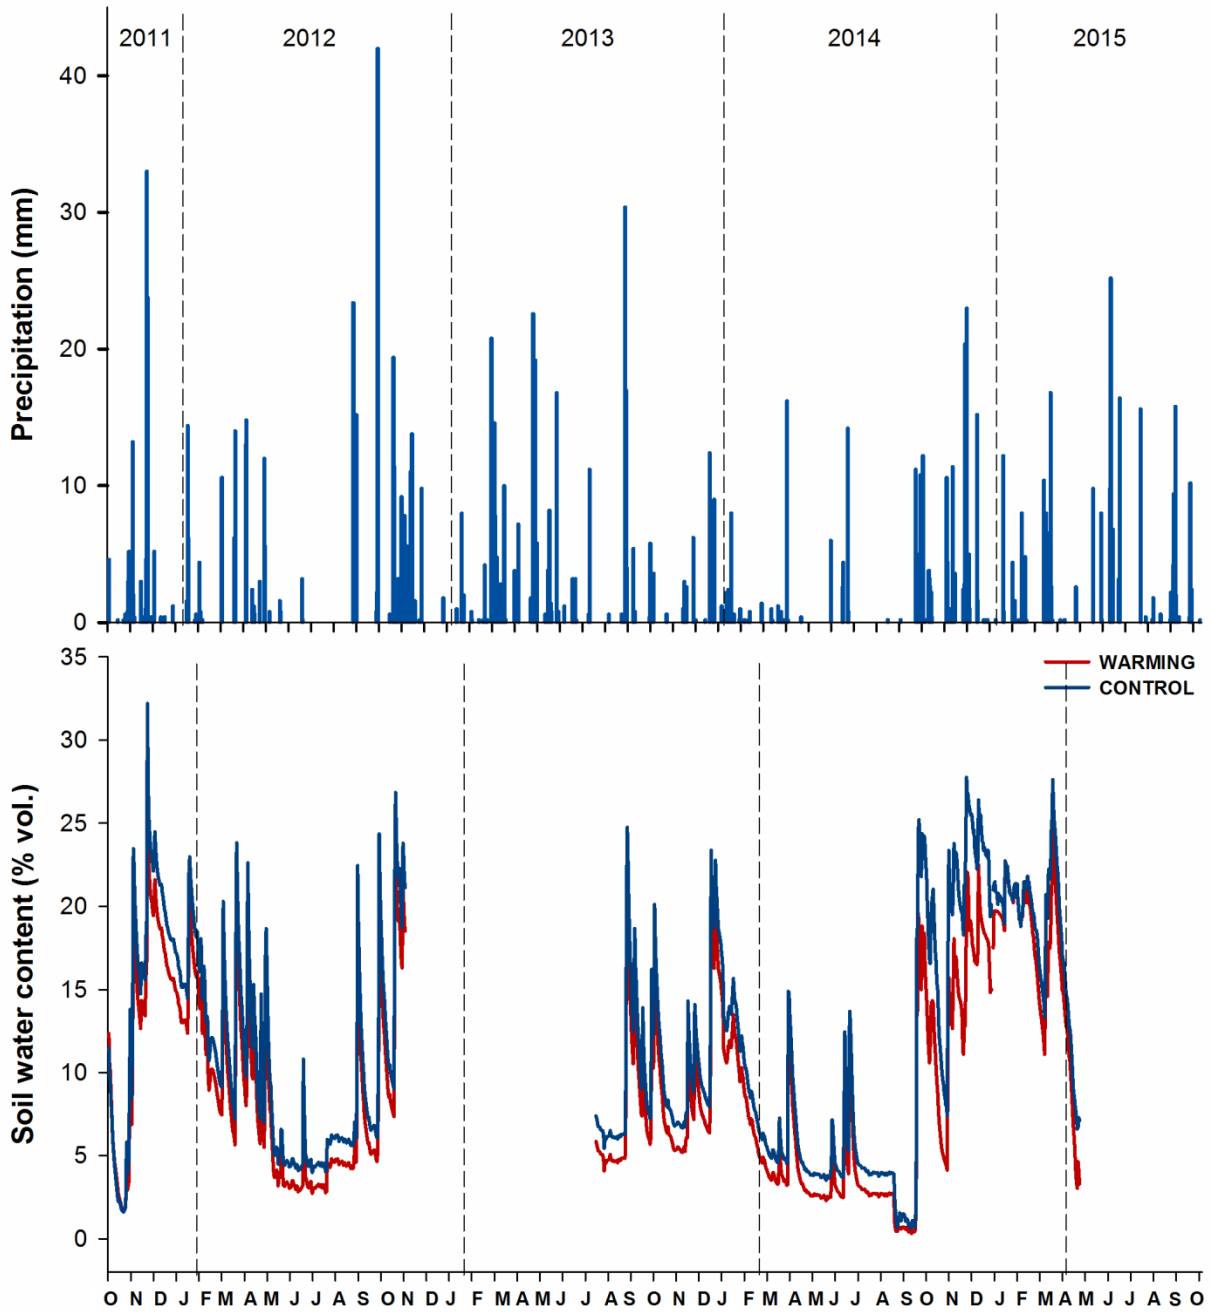 2011 2012 2013 2014 2015
40
30
20
10
0
Precipitation (mm)
O N D J F M A M J J A S O N D J F M A M J J A S O N D J F M A M J J A S O N D J F M A M J J A S O
35
30
25
20
15
10
5
0
Soil water content (% vol.)
WARMING
CONTROL